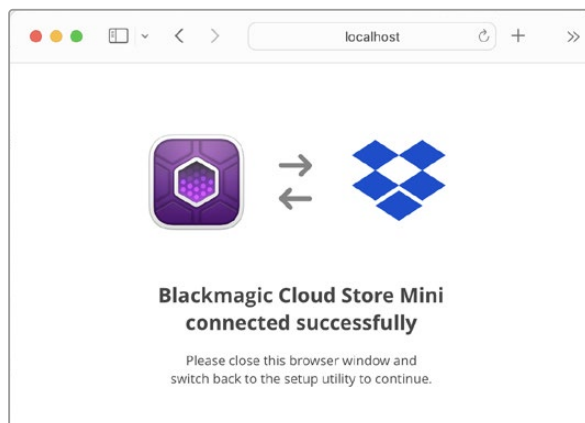 localhost
Blackmagic Cloud Store Mini
connected successfully
Please close this browser window and
switch back to the setup utility to continue.